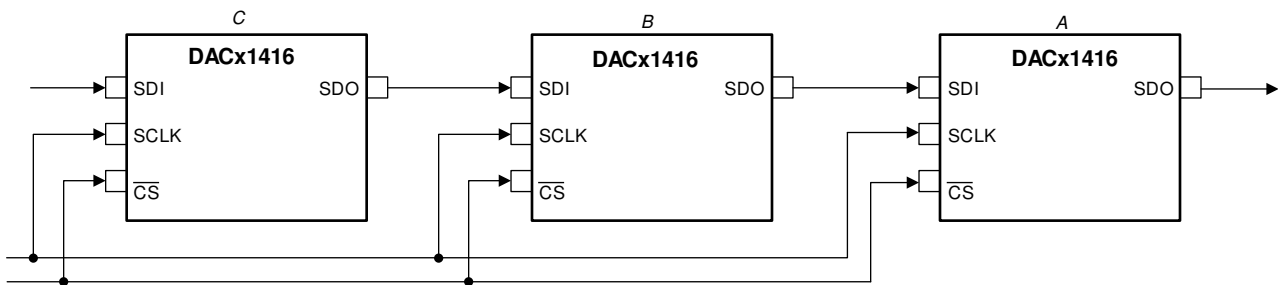 C
DACx1416
SDI
SDO
SCLK
CS
B
DACx1416
SDI
SDO
SCLK
CS
A
DACx1416
SDI
SDO
SCLK
CS